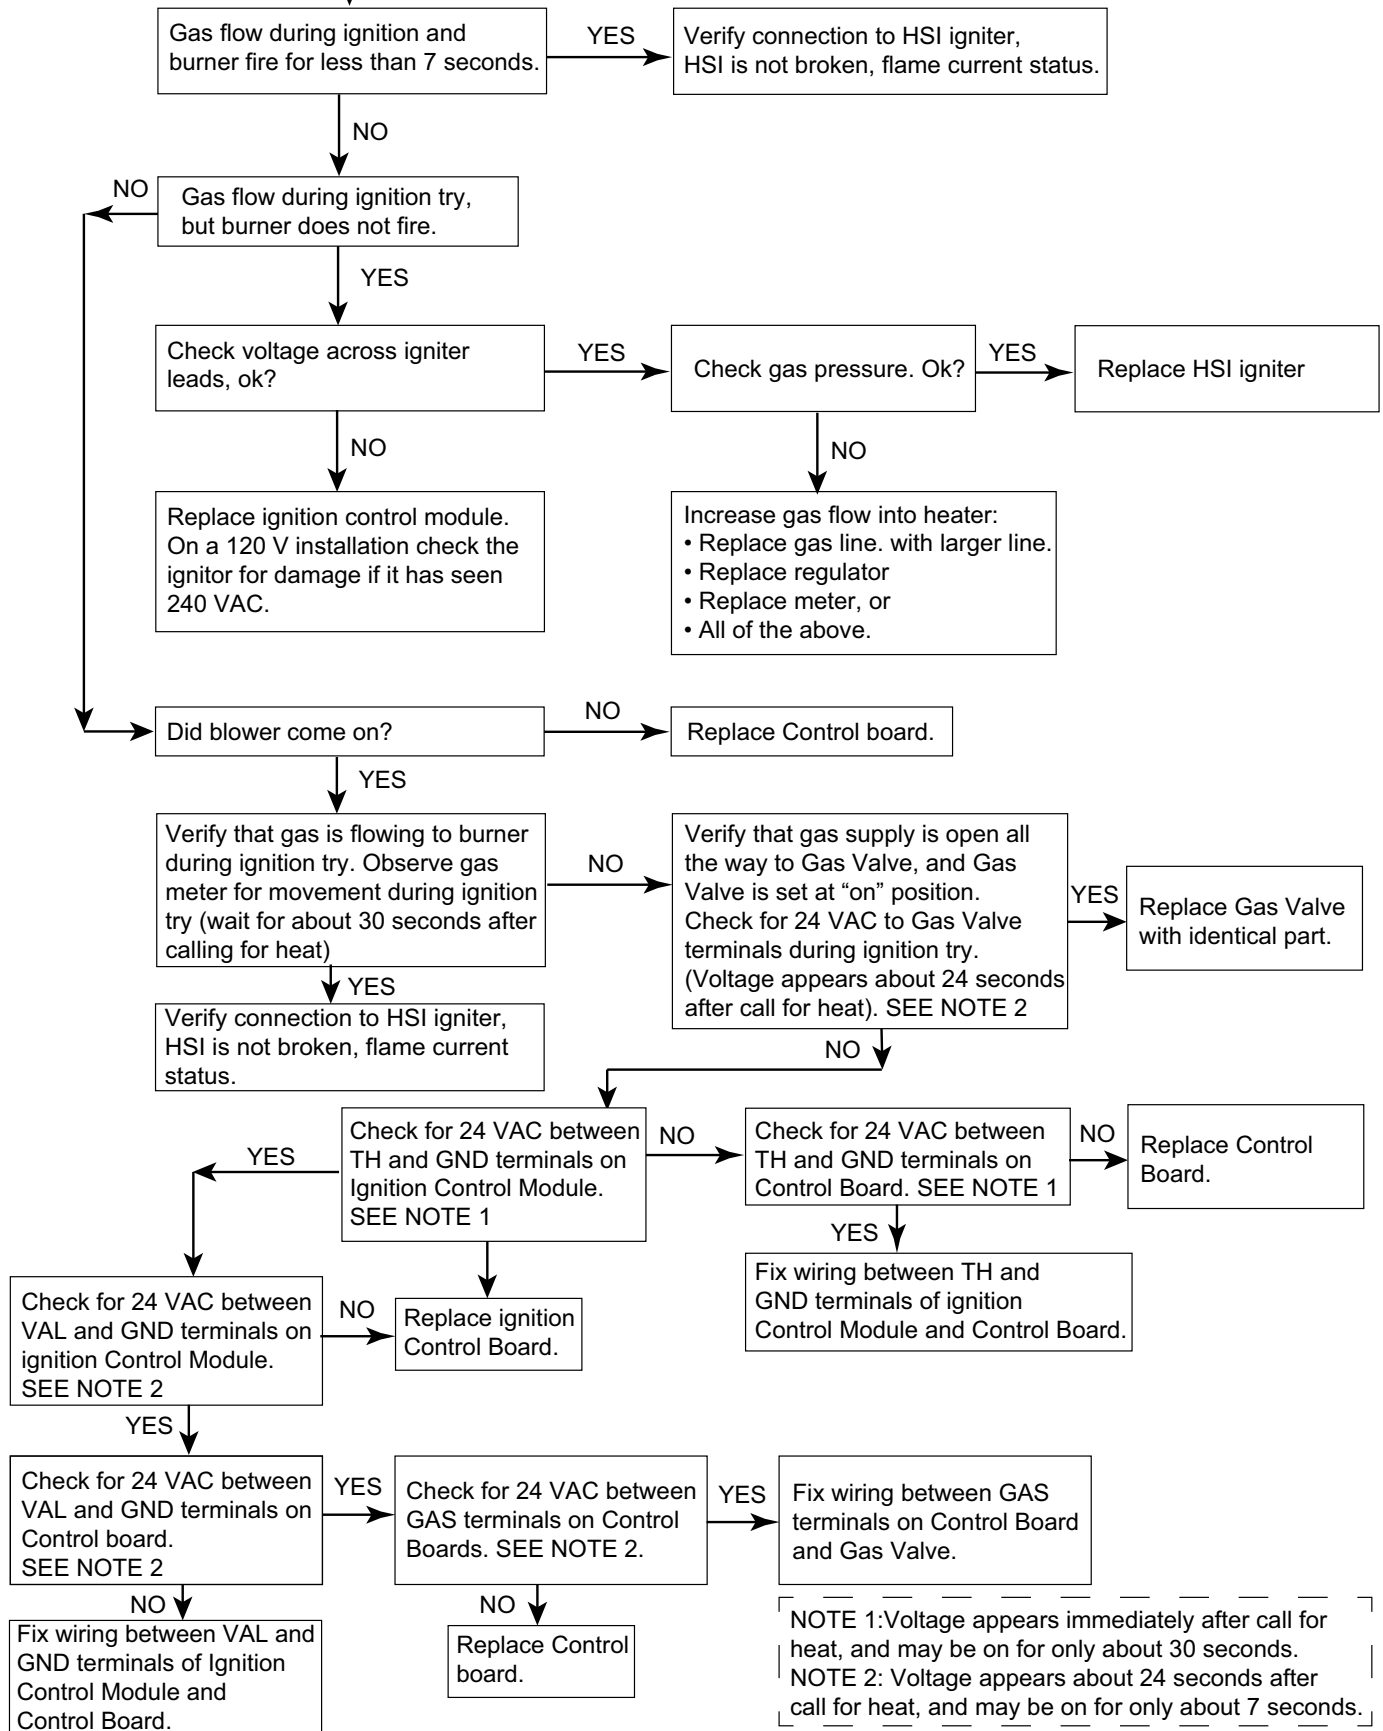 Gas flow during ignition and
burner fire for less than 7 seconds.
YES
Verify connection to HSI igniter,
HSI is not broken, flame current status.
NO
NO
Gas flow during ignition try,
but burner does not fire.
YES
Check voltage across igniter
leads, ok?
YES
Check gas pressure. Ok?
YES
Replace HSI igniter
NO
NO
Replace ignition control module.
On a 120 V installation check the
ignitor for damage if it has seen
240 VAC.
Increase gas flow into heater:
• Replace gas line. with larger line.
• Replace regulator
• Replace meter, or
• All of the above.
Did blower come on?
NO
Replace Control board.
YES
Verify that gas is flowing to burner
during ignition try. Observe gas
meter for movement during ignition
try (wait for about 30 seconds after
calling for heat)
NO
Verify that gas supply is open all
the way to Gas Valve, and Gas
Valve is set at “on” position.
Check for 24 VAC to Gas Valve
terminals during ignition try.
(Voltage appears about 24 seconds
after call for heat). SEE NOTE 2
YES
Replace Gas Valve
with identical part.
YES
Verify connection to HSI igniter,
HSI is not broken, flame current
status.
NO
Check for 24 VAC between
TH and GND terminals on
Ignition Control Module.
SEE NOTE 1
YES
NO
Check for 24 VAC between
TH and GND terminals on
Control Board. SEE NOTE 1
NO
Replace Control
Board.
YES
Fix wiring between TH and
GND terminals of ignition
Control Module and Control Board.
Check for 24 VAC between
VAL and GND terminals on
ignition Control Module.
SEE NOTE 2
NO
Replace ignition
Control Board.
YES
Check for 24 VAC between
VAL and GND terminals on
Control board.
SEE NOTE 2
YES
Check for 24 VAC between
GAS terminals on Control
Boards. SEE NOTE 2.
YES
Fix wiring between GAS
terminals on Control Board
and Gas Valve.
NO
Fix wiring between VAL and
GND terminals of Ignition
Control Module and
Control Board.
NO
Replace Control
board.
NOTE 1:Voltage appears immediately after call for
heat, and may be on for only about 30 seconds.
NOTE 2: Voltage appears about 24 seconds after
call for heat, and may be on for only about 7 seconds.